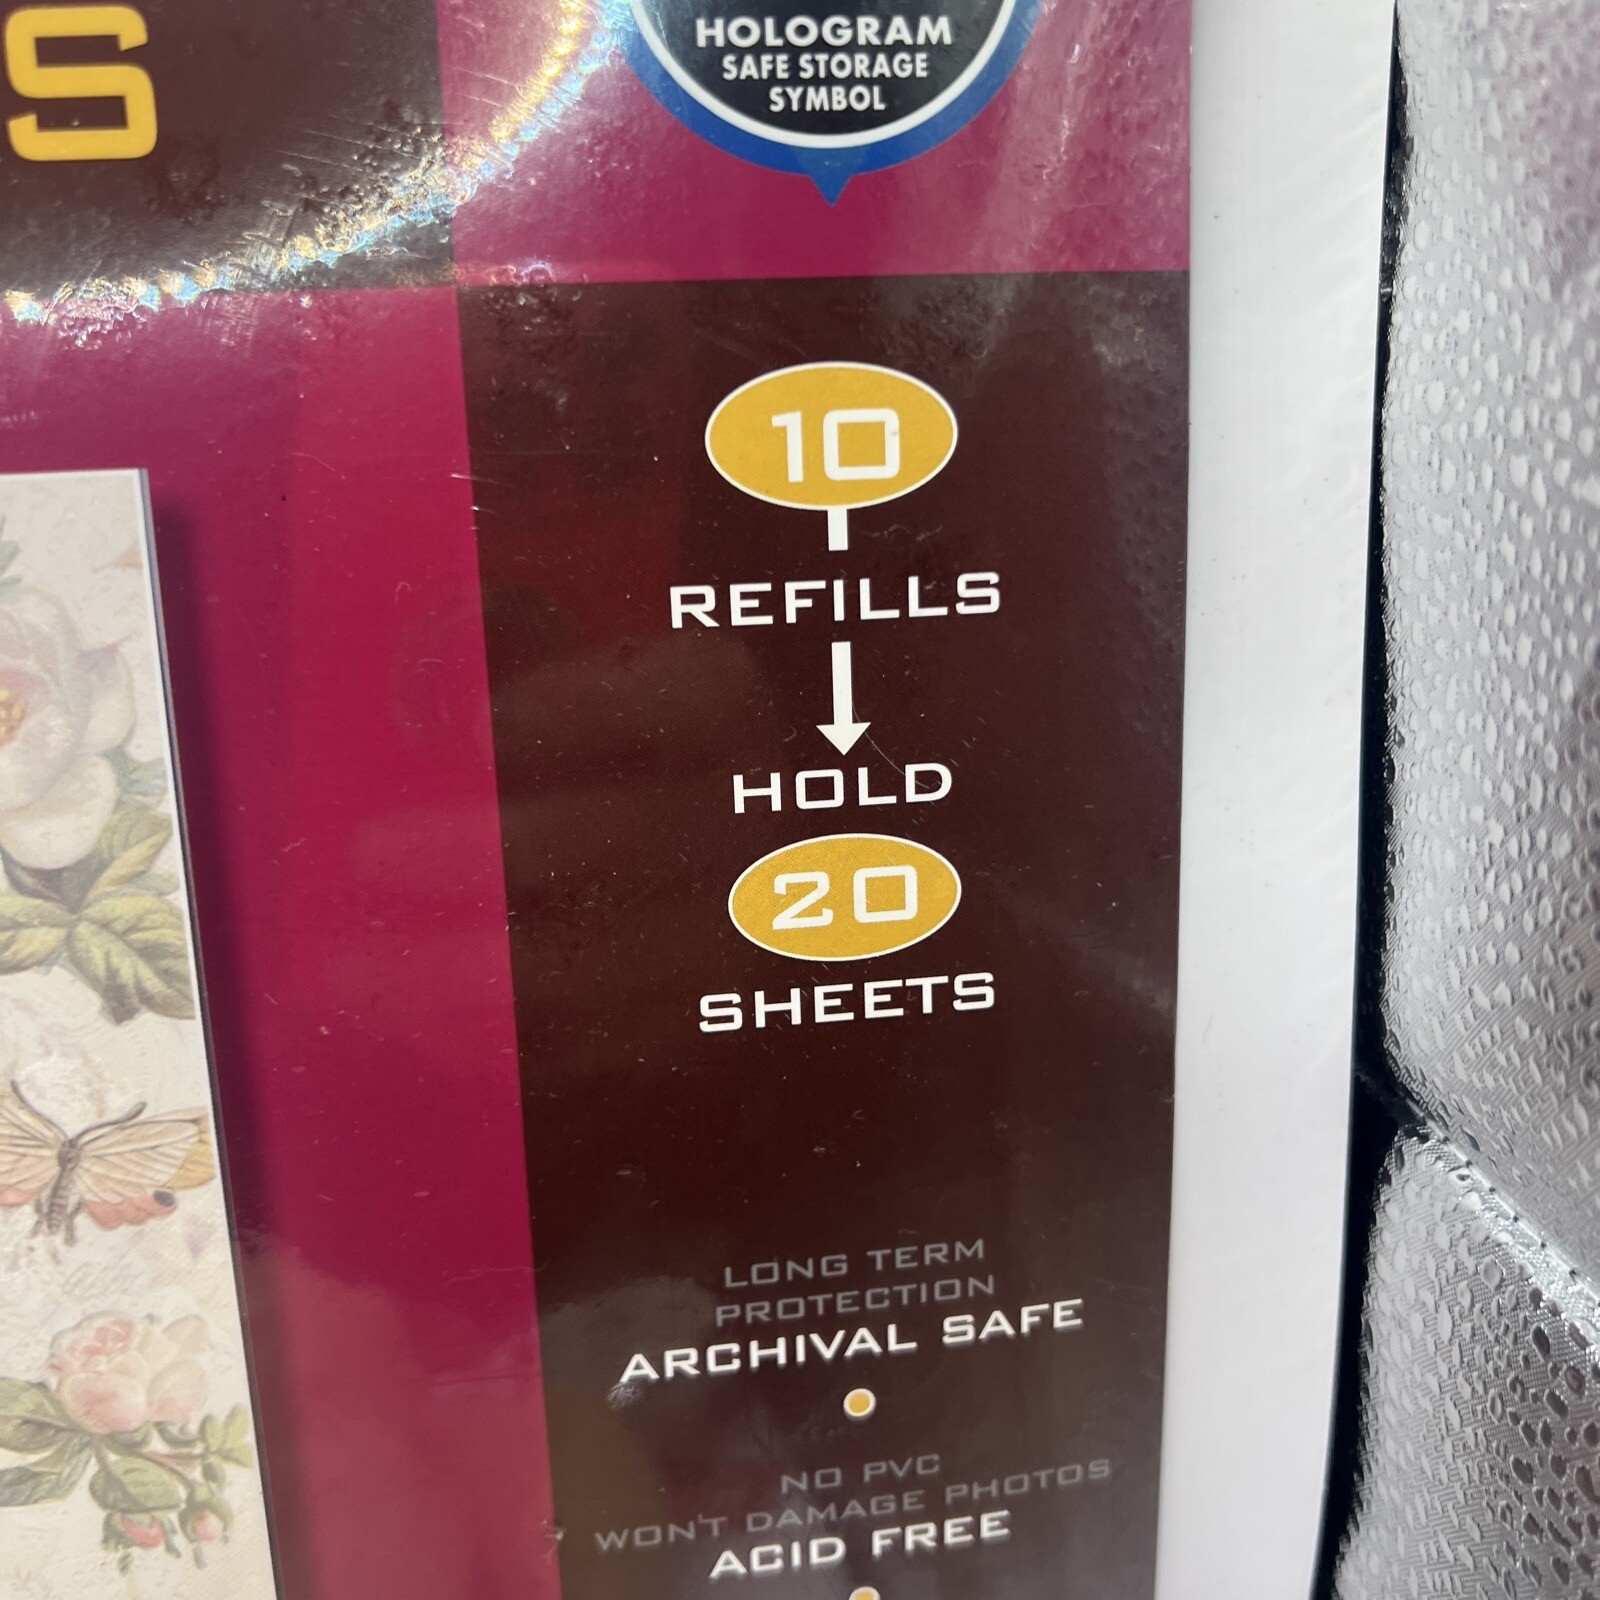 S
HOLOGRAM
SAFE STORAGE
SYMBOL
10
REFILLS
HOLD
20
SHEETS
LONG TERM
PROTECTION
ARCHIVAL SAFE
NO PVC
WON'T DAMAGE PHOTOS
ACID FREE